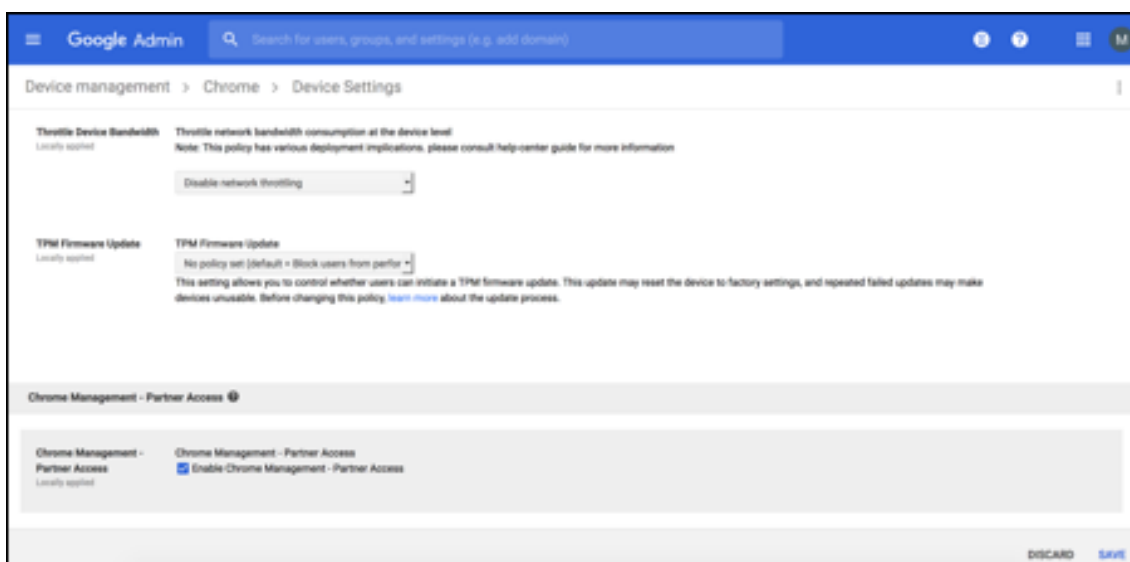 Google Admin
Search for users, groups, and settings (e.g. add domain)
M
Device management > Chrome > Device Settings
Throttle Device Bandwidth
Locally applied
Throttle network bandwidth consumption at the device level
Note: This policy has various deployment implications. please consult help-center guide for more information
Disable network throttling
TPM Firmware Update
Locally applied
TPM Firmware Update
No policy set (default = Block users from perfor
This setting allows you to control whether users can initiate a TPM firmware update. This update may reset the device to factory settings, and repeated failed updates may make
devices unusable. Before changing this policy, learn more about the update process.
Chrome Management - Partner Access
Chrome Management -
Partner Access
Locally applied
Chrome Management - Partner Access
Enable Chrome Management - Partner Access
DISCARD SAVE